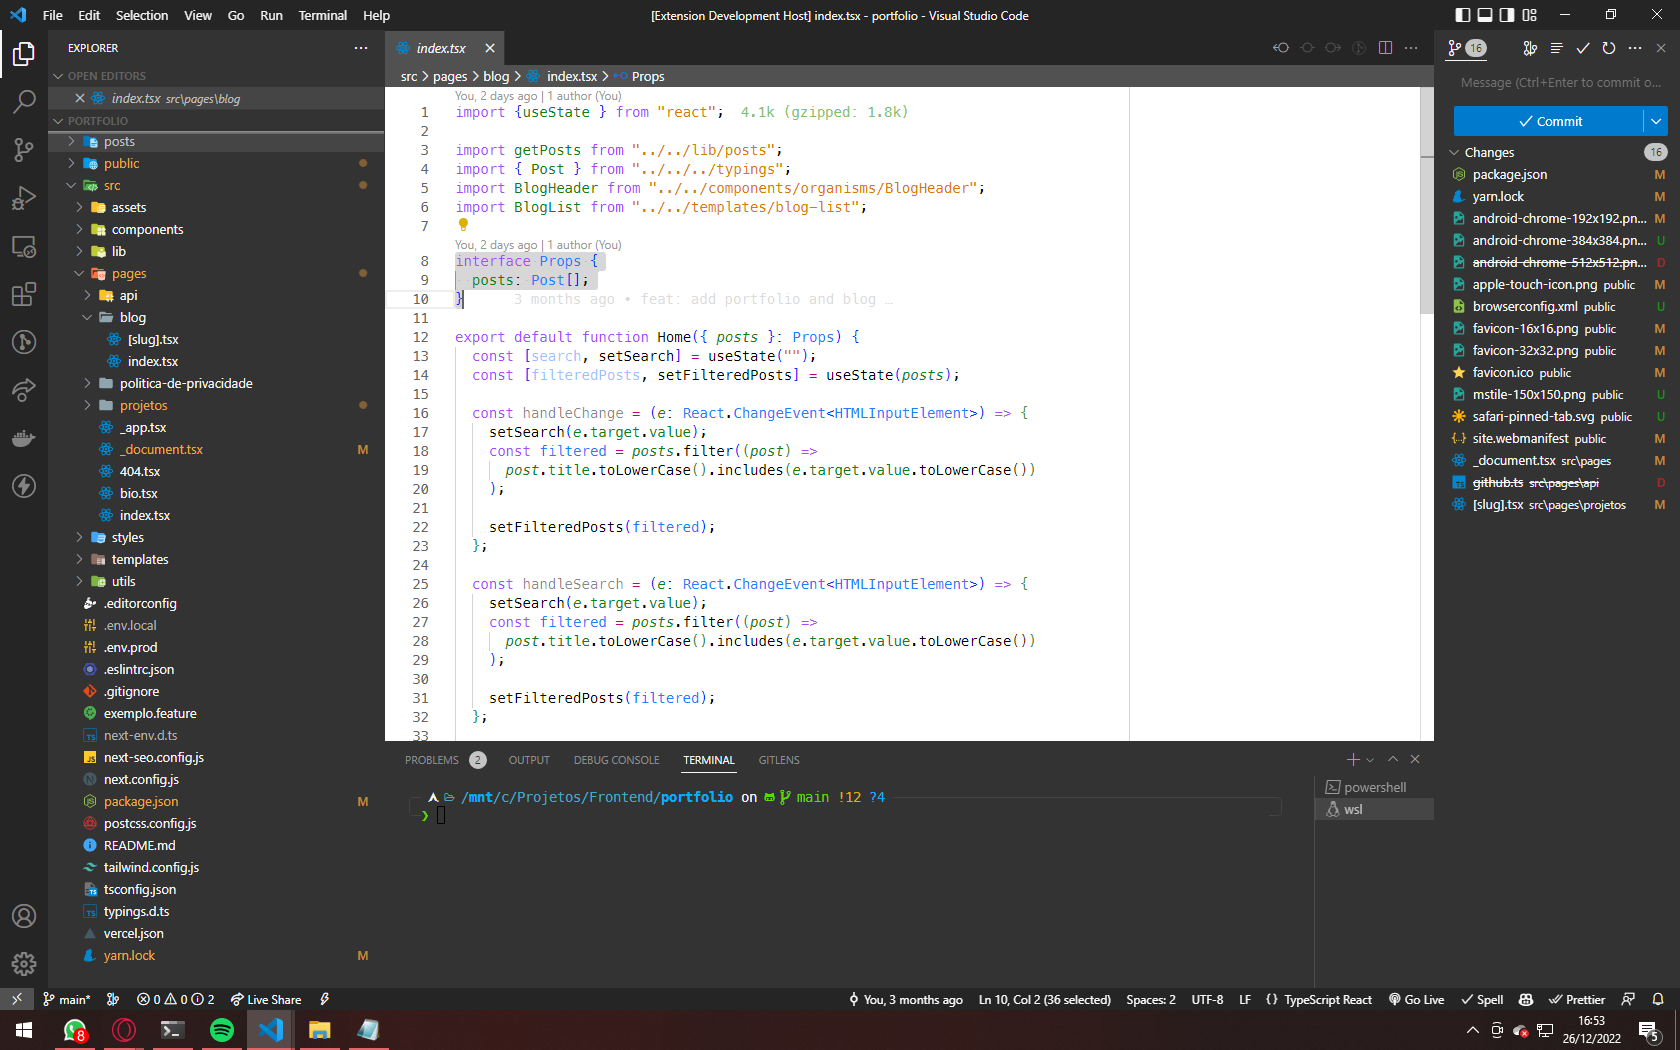 File Edit Selection View Go Run Terminal Help
[Extension Development Host] index.tsx - portfolio - Visual Studio Code
EXPLORER
OPEN EDITORS
index.tsx src\pages\blog
PORTFOLIO
posts
public
src
assets
components
lib
pages
api
blog
[slug].tsx
index.tsx
politica-de-privacidade
projetos
_app.tsx
_document.tsx M
404.tsx
bio.tsx
index.tsx
styles
templates
utils
.editorconfig
.env.local
.env.prod
.eslintrc.json
.gitignore
exemplo.feature
next-env.d.ts
next-seo.config.js
next.config.js
package.json M
postcss.config.js
README.md
tailwind.config.js
tsconfig.json
typings.d.ts
vercel.json
yarn.lock M
index.tsx
src > pages > blog > index.tsx > Props
You, 2 days ago | 1 author (You)
1 import {useState } from "react"; 4.1k (gzipped: 1.8k)
2
3 import getPosts from "../../lib/posts";
4 import { Post } from "../../../typings";
5 import BlogHeader from "../../components/organisms/BlogHeader";
6 import BlogList from "../../templates/blog-list";
7
You, 2 days ago | 1 author (You)
8 interface Props {
9 posts: Post[];
10 } 3 months ago • feat: add portfolio and blog …
11
12 export default function Home({ posts }: Props) {
13 const [search, setSearch] = useState("");
14 const [filteredPosts, setFilteredPosts] = useState(posts);
15
16 const handleChange = (e: React.ChangeEvent<HTMLInputElement>) => {
17 setSearch(e.target.value);
18 const filtered = posts.filter((post) =>
19 post.title.toLowerCase().includes(e.target.value.toLowerCase())
20 );
21
22 setFilteredPosts(filtered);
23 };
24
25 const handleSearch = (e: React.ChangeEvent<HTMLInputElement>) => {
26 setSearch(e.target.value);
27 const filtered = posts.filter((post) =>
28 post.title.toLowerCase().includes(e.target.value.toLowerCase())
29 );
30
31 setFilteredPosts(filtered);
32 };
33
PROBLEMS 2 OUTPUT DEBUG CONSOLE TERMINAL GITLENS
/mnt/c/Projetos/Frontend/portfolio on main !12 ?4
❯
powershell
wsl
16
Message (Ctrl+Enter to commit o...
Commit
Changes 16
package.json M
yarn.lock M
android-chrome-192x192.pn... M
android-chrome-384x384.pn... U
android-chrome-512x512.pn... D
apple-touch-icon.png public M
browserconfig.xml public U
favicon-16x16.png public M
favicon-32x32.png public M
favicon.ico public M
mstile-150x150.png public U
safari-pinned-tab.svg public U
site.webmanifest public M
_document.tsx src\pages M
github.ts src\pages\api D
[slug].tsx src\pages\projetos M
main* 0 0 2 Live Share You, 3 months ago Ln 10, Col 2 (36 selected) Spaces: 2 UTF-8 LF {} TypeScript React Go Live Spell Prettier
8
16:53
26/12/2022
5